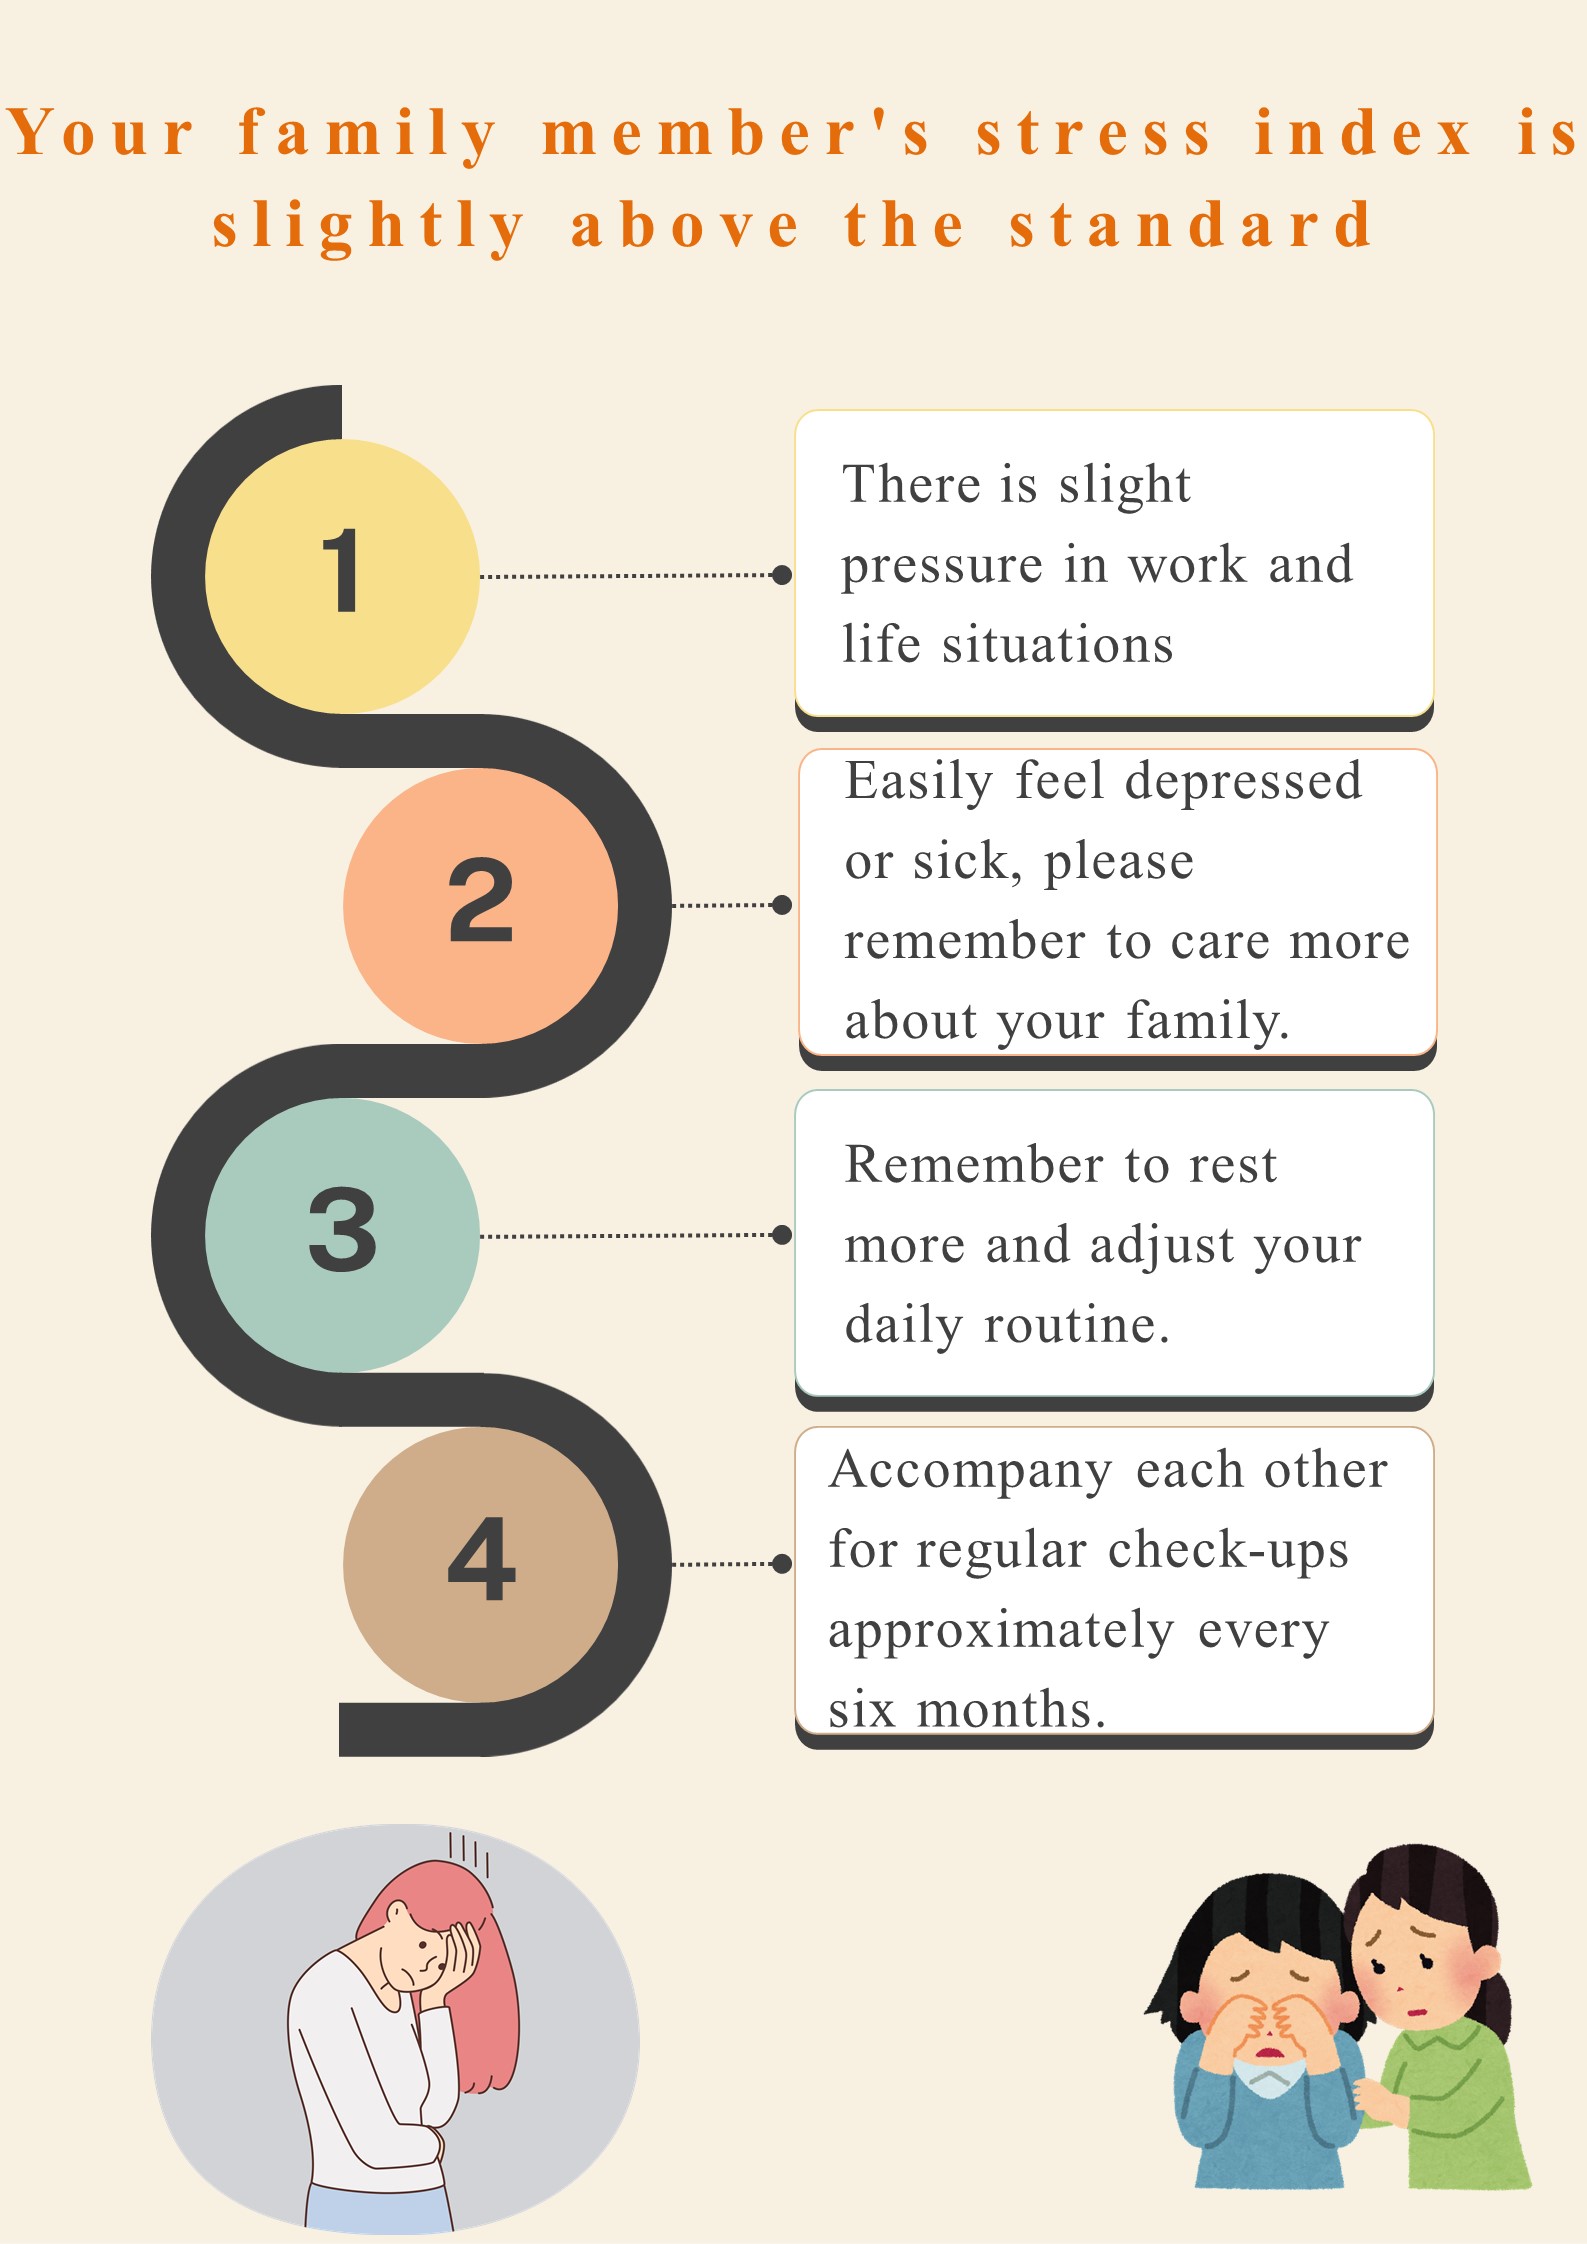 Your family member's stress index is
slightly above the standard
1
There is slight
pressure in work and
life situations
2
Easily feel depressed
or sick, please
remember to care more
about your family.
3
Remember to rest
more and adjust your
daily routine.
4
Accompany each other
for regular check-ups
approximately every
six months.